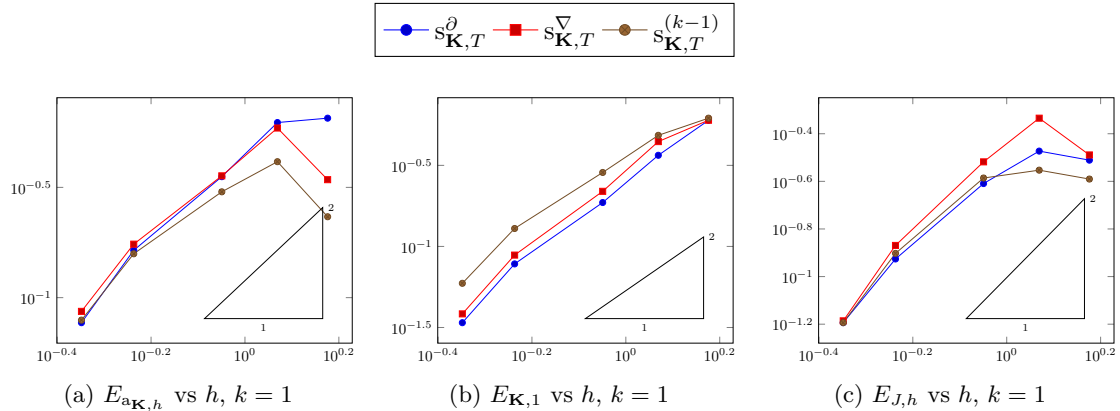 s^∂_{K,T} s^∇_{K,T} s^{(k−1)}_{K,T}
10^{−0.5}
10^{−1}
10^{−0.4} 10^{−0.2} 10^0 10^{0.2}
2
1
(a) E_{a_{K,h}} vs h, k = 1
10^{−0.5}
10^{−1}
10^{−1.5}
10^{−0.4} 10^{−0.2} 10^0 10^{0.2}
2
1
(b) E_{K,1} vs h, k = 1
10^{−0.4}
10^{−0.6}
10^{−0.8}
10^{−1}
10^{−1.2}
10^{−0.4} 10^{−0.2} 10^0 10^{0.2}
2
1
(c) E_{J,h} vs h, k = 1